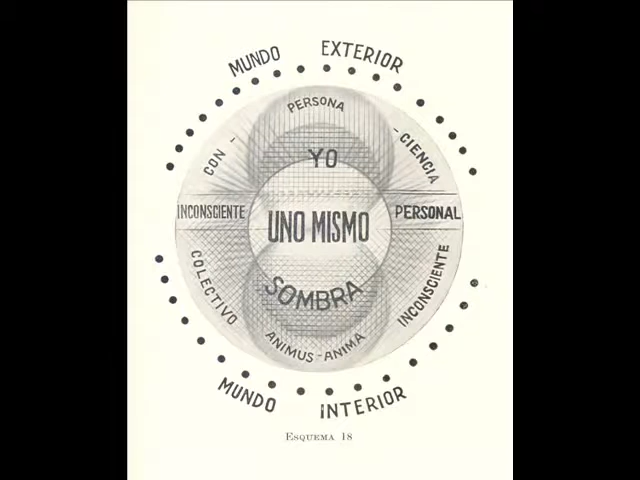 MUNDO EXTERIOR
PERSONA
CON - - CIENCIA
YO
INCONSCIENTE PERSONAL
UNO MISMO
SOMBRA
COLECTIVO INCONSCIENTE
ANIMUS - ANIMA
MUNDO INTERIOR
ESQUEMA 18